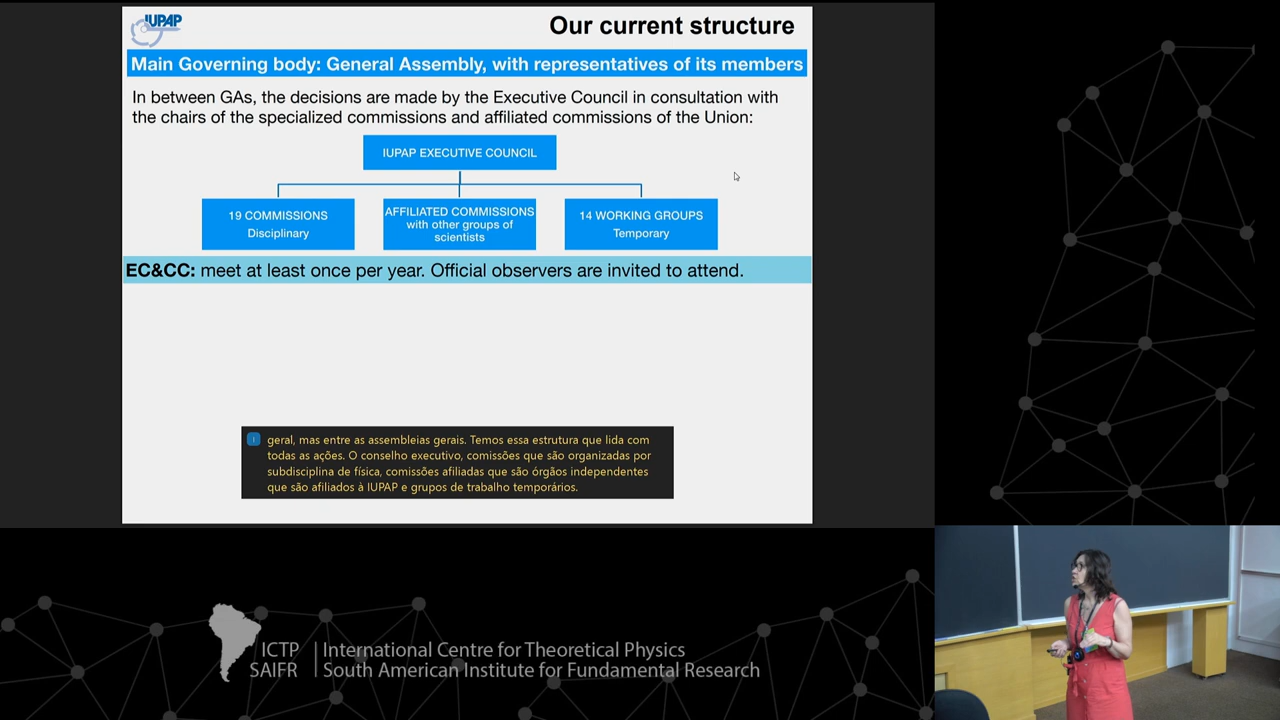 IUPAP
Our current structure
Main Governing body: General Assembly, with representatives of its members
In between GAs, the decisions are made by the Executive Council in consultation with
the chairs of the specialized commissions and affiliated commissions of the Union:
IUPAP EXECUTIVE COUNCIL
19 COMMISSIONS
Disciplinary
AFFILIATED COMMISSIONS
with other groups of
scientists
14 WORKING GROUPS
Temporary
EC&CC: meet at least once per year. Official observers are invited to attend.
geral, mas entre as assembleias gerais. Temos essa estrutura que lida com
todas as ações. O conselho executivo, comissões que são organizadas por
subdisciplina de física, comissões afiliadas que são órgãos independentes
que são afiliados à IUPAP e grupos de trabalho temporários.
ICTP
SAIFR
International Centre for Theoretical Physics
South American Institute for Fundamental Research